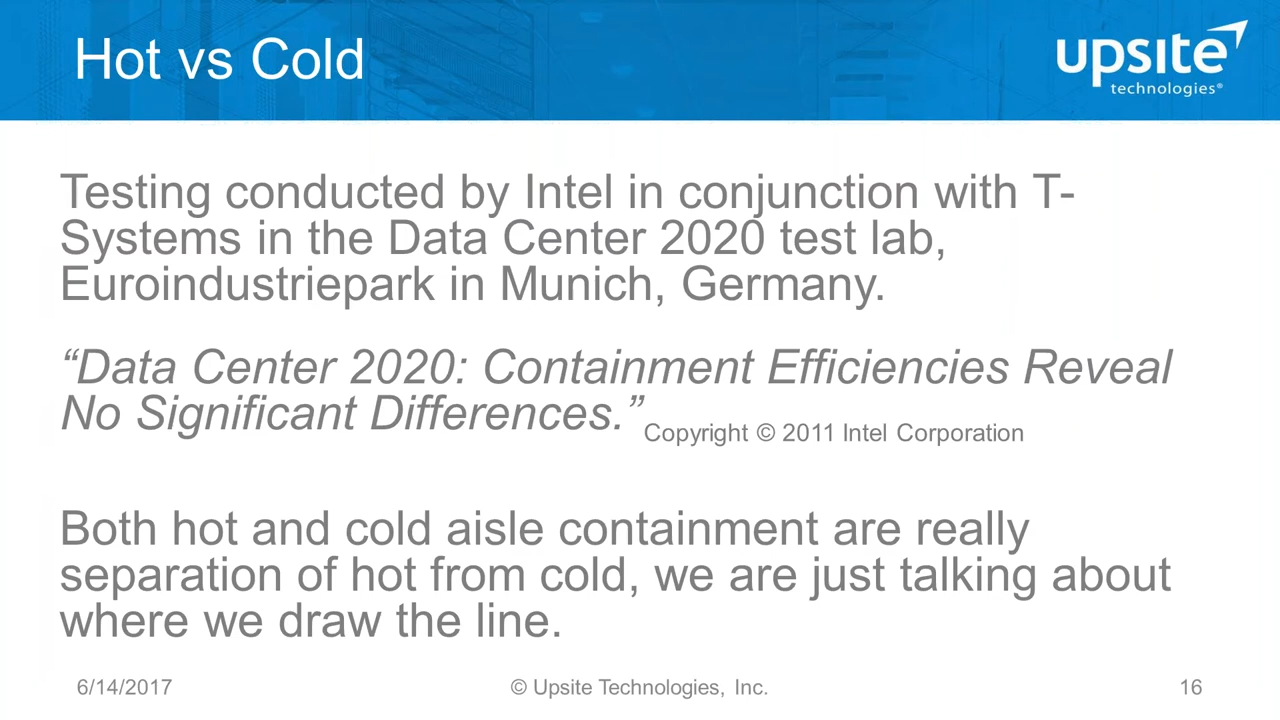 Hot vs Cold
upsite
technologies®
Testing conducted by Intel in conjunction with T-
Systems in the Data Center 2020 test lab,
Euroindustriepark in Munich, Germany.
“Data Center 2020: Containment Efficiencies Reveal
No Significant Differences.” Copyright © 2011 Intel Corporation
Both hot and cold aisle containment are really
separation of hot from cold, we are just talking about
where we draw the line.
6/14/2017 © Upsite Technologies, Inc. 16